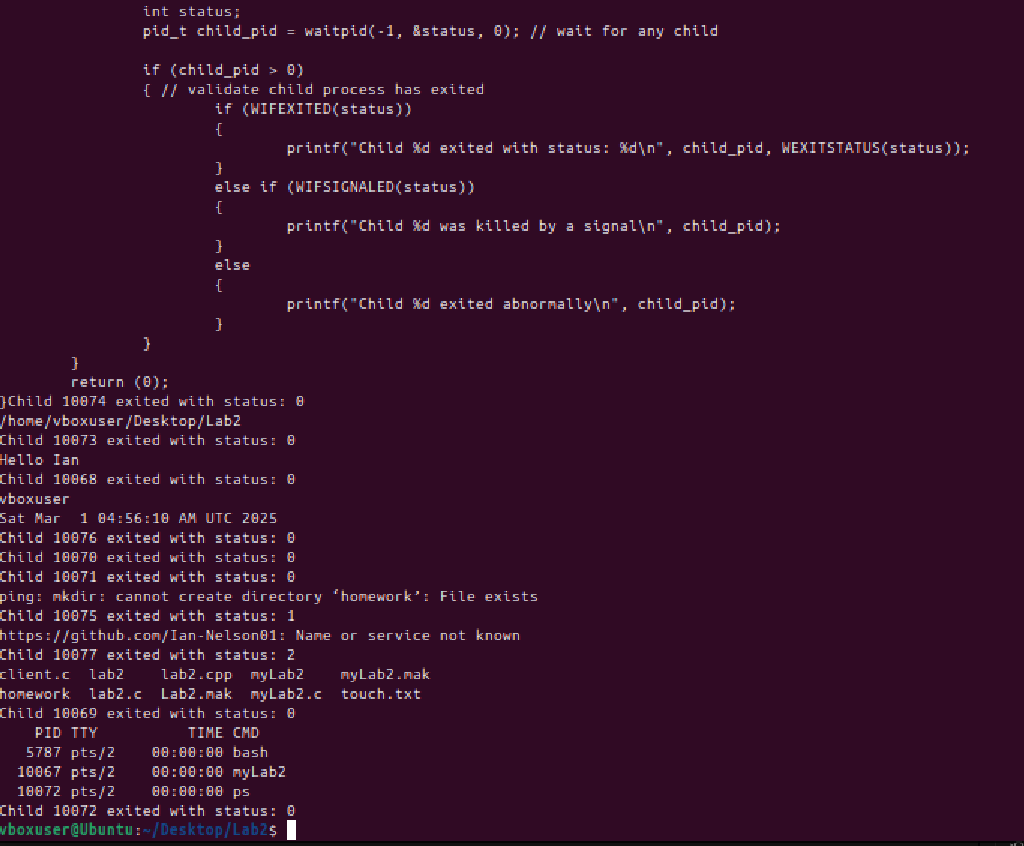 int status;
pid_t child_pid = waitpid(-1, &status, 0); // wait for any child
if (child_pid > 0)
{ // validate child process has exited
if (WIFEXITED(status))
{
printf("Child %d exited with status: %d\n", child_pid, WEXITSTATUS(status));
}
else if (WIFSIGNALED(status))
{
printf("Child %d was killed by a signal\n", child_pid);
}
else
{
printf("Child %d exited abnormally\n", child_pid);
}
}
}
return (0);
}Child 10074 exited with status: 0
/home/vboxuser/Desktop/Lab2
Child 10073 exited with status: 0
Hello Ian
Child 10068 exited with status: 0
vboxuser
Sat Mar  1 04:56:10 AM UTC 2025
Child 10076 exited with status: 0
Child 10070 exited with status: 0
Child 10071 exited with status: 0
ping: mkdir: cannot create directory ‘homework’: File exists
Child 10075 exited with status: 1
https://github.com/Ian-Nelson01: Name or service not known
Child 10077 exited with status: 2
client.c  lab2    lab2.cpp  myLab2    myLab2.mak
homework  lab2.c  Lab2.mak  myLab2.c  touch.txt
Child 10069 exited with status: 0
PID TTY          TIME CMD
5787 pts/2    00:00:00 bash
10067 pts/2    00:00:00 myLab2
10072 pts/2    00:00:00 ps
Child 10072 exited with status: 0
vboxuser@Ubuntu:~/Desktop/Lab2$